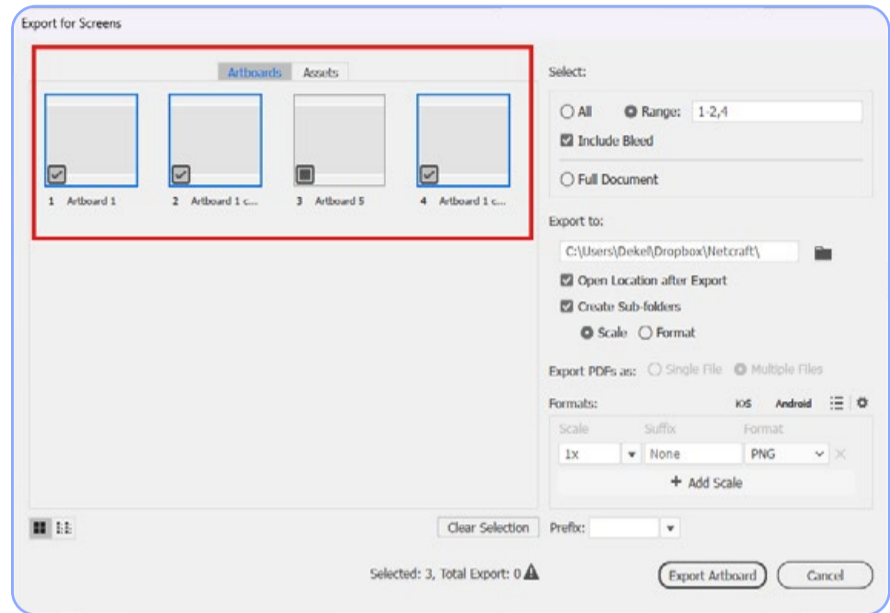 Export for Screens
Artboards Assets
1 Artboard 1
2 Artboard 1 c...
3 Artboard 5
4 Artboard 1 c...
Clear Selection
Selected: 3, Total Export: 0
Select:
All Range: 1-2,4
Include Bleed
Full Document
Export to:
C:\Users\Dekel\Dropbox\Netcraft\
Open Location after Export
Create Sub-folders
Scale Format
Export PDFs as: Single File Multiple Files
Formats: iOS Android
Scale Suffix Format
1x None PNG
+ Add Scale
Prefix:
Export Artboard Cancel